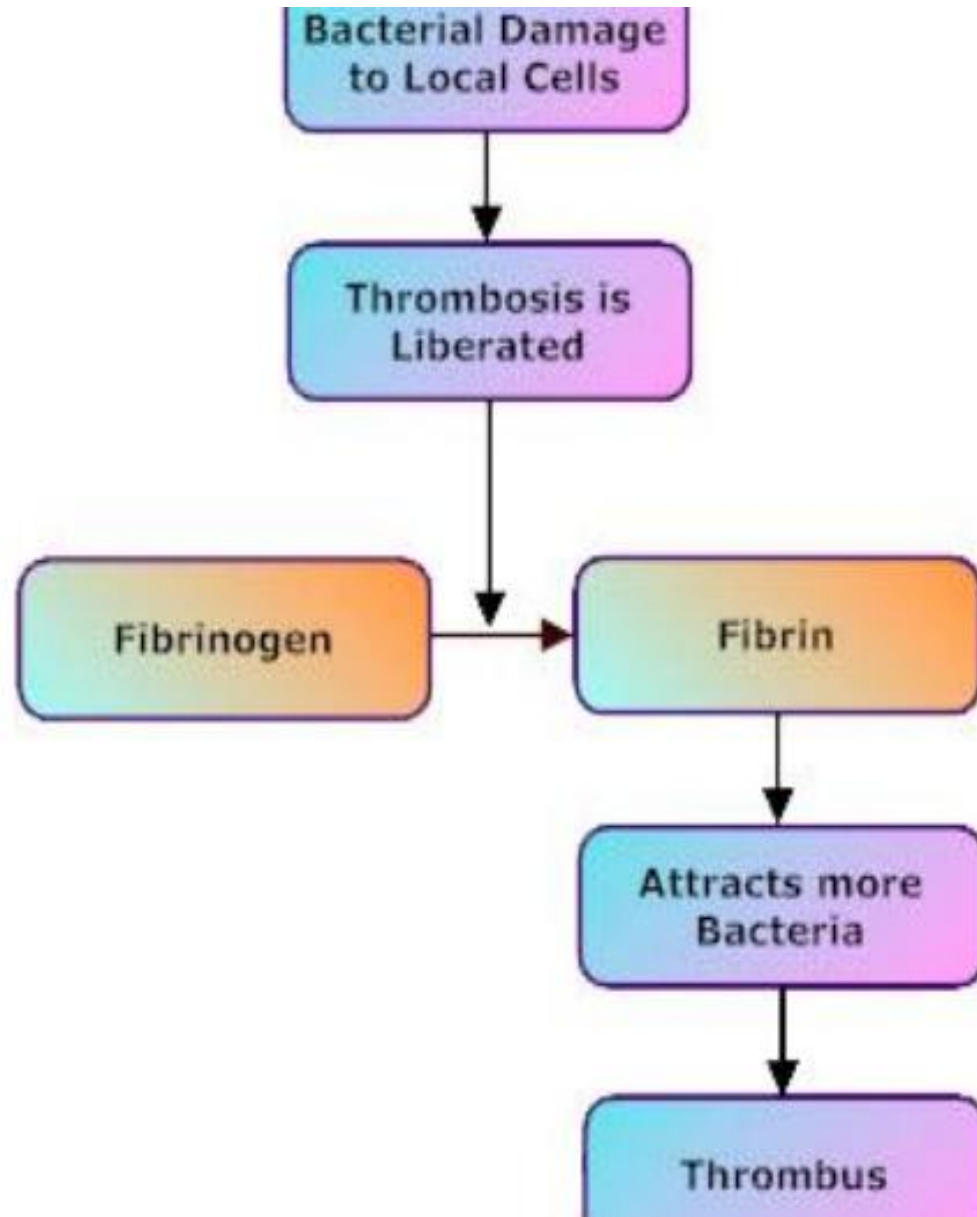 Bacterial Damage
to Local Cells
Thrombosis is
Liberated
Fibrinogen
Fibrin
Attracts more
Bacteria
Thrombus